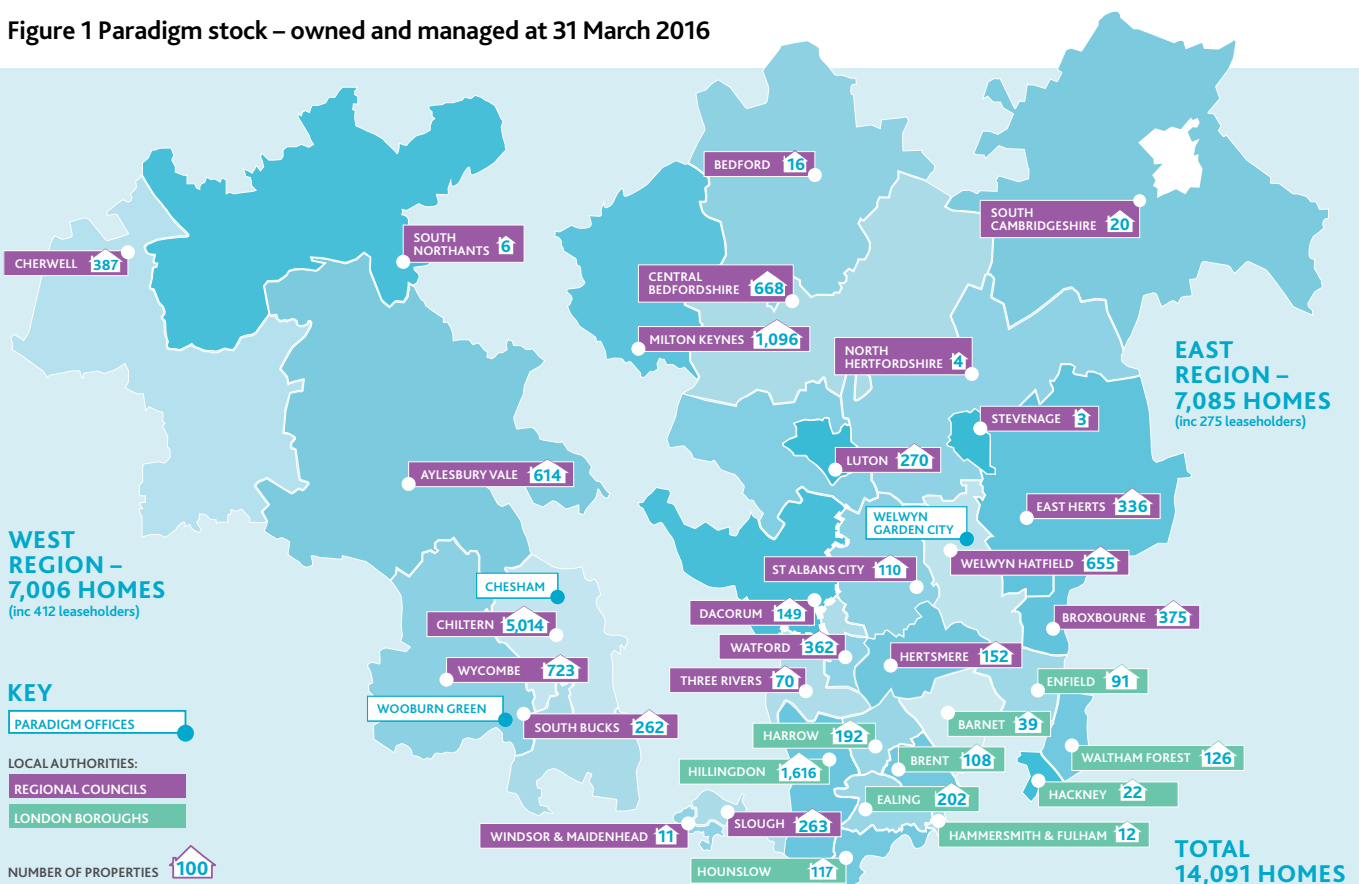 Figure 1 Paradigm stock – owned and managed at 31 March 2016
BEDFORD 16
SOUTH
CAMBRIDGESHIRE 20
SOUTH
NORTHANTS 6
CHERWELL 387
CENTRAL
BEDFORDSHIRE 668
MILTON KEYNES 1,096
NORTH
HERTFORDSHIRE 4
EAST
REGION –
7,085 HOMES
(inc 275 leaseholders)
STEVENAGE 3
LUTON 270
AYLESBURY VALE 614
EAST HERTS 336
WELWYN
GARDEN CITY
WEST
REGION –
7,006 HOMES
(inc 412 leaseholders)
WELWYN HATFIELD 655
ST ALBANS CITY 110
CHESHAM
DACORUM 149
BROXBOURNE 375
CHILTERN 5,014
WATFORD 362
HERTSMERE 152
WYCOMBE 723
THREE RIVERS 70
ENFIELD 91
KEY
PARADIGM OFFICES
WOOBURN GREEN
SOUTH BUCKS 262
BARNET 39
HARROW 192
BRENT 108
WALTHAM FOREST 126
LOCAL AUTHORITIES:
REGIONAL COUNCILS
LONDON BOROUGHS
HILLINGDON 1,616
HACKNEY 22
EALING 202
SLOUGH 263
WINDSOR & MAIDENHEAD 11
HAMMERSMITH & FULHAM 12
NUMBER OF PROPERTIES 100
HOUNSLOW 117
TOTAL
14,091 HOMES